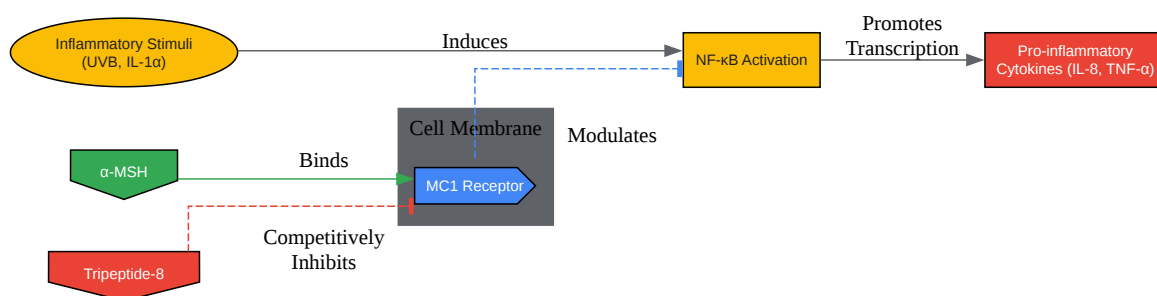 Inflammatory Stimuli
(UVB, IL-1α)
Induces
NF-κB Activation
Promotes
Transcription
Pro-inflammatory
Cytokines (IL-8, TNF-α)
Cell Membrane
Modulates
α-MSH
Binds
MC1 Receptor
Competitively
Inhibits
Tripeptide-8